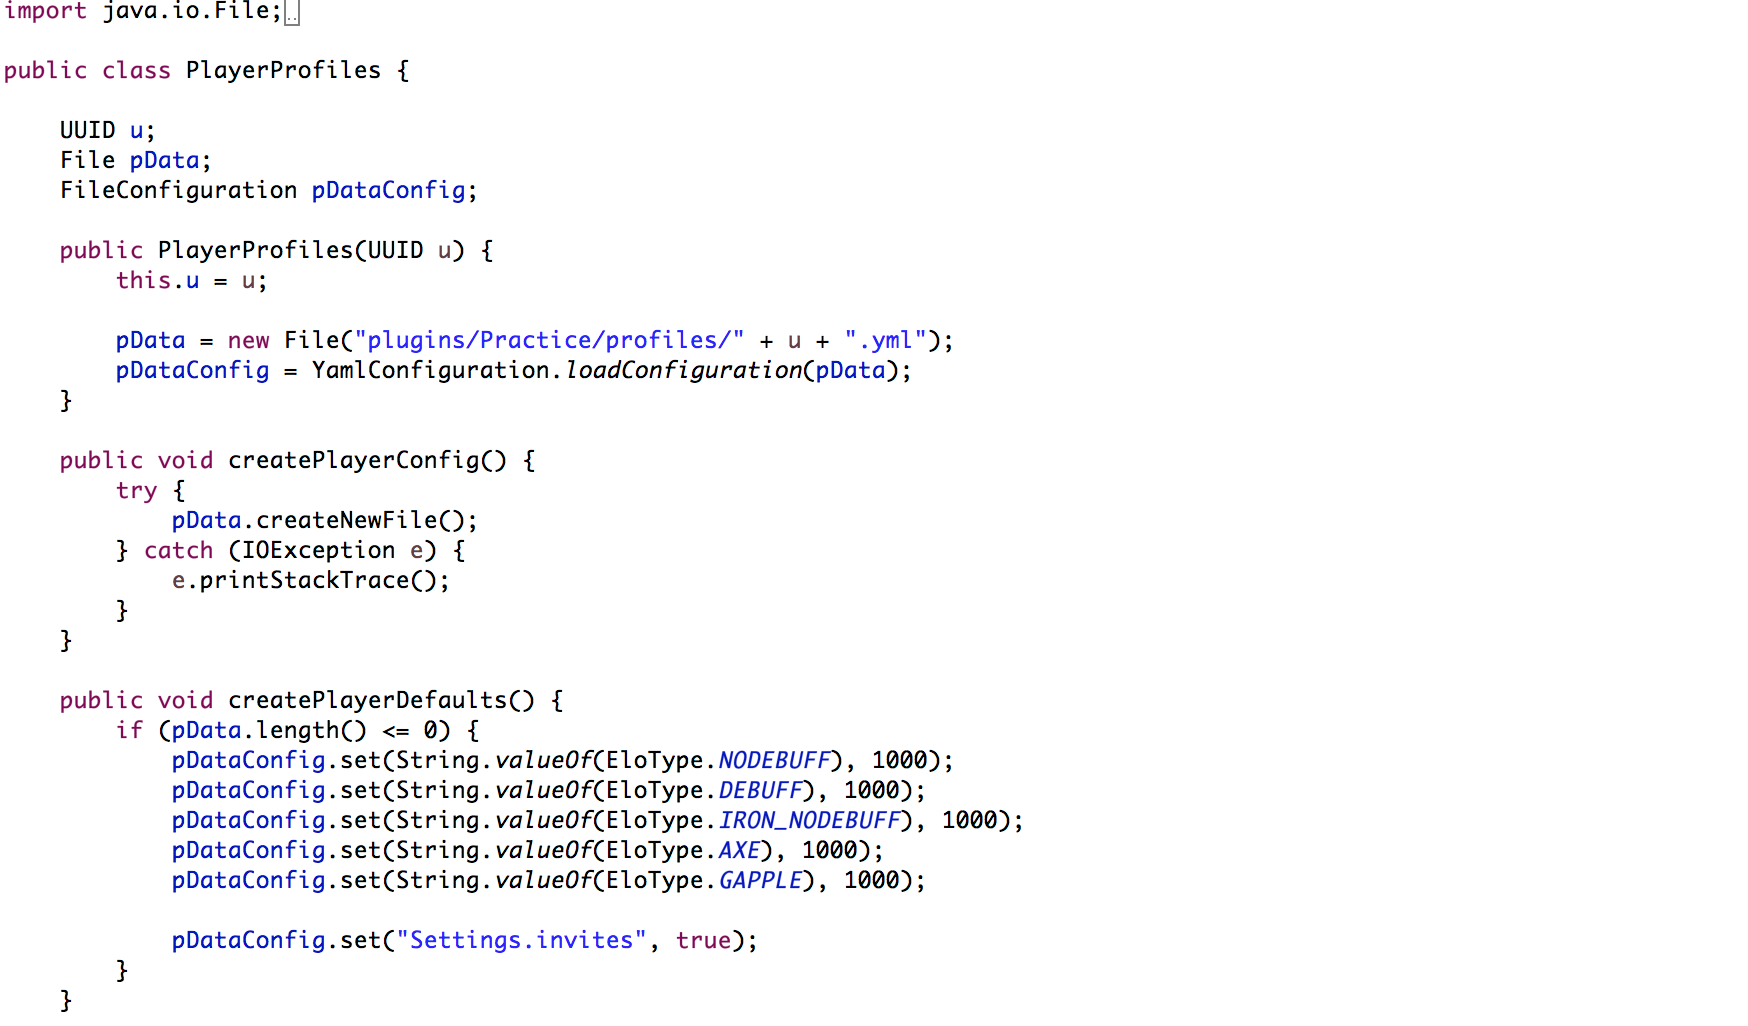 import java.io.File;
public class PlayerProfiles {
UUID u;
File pData;
FileConfiguration pDataConfig;
public PlayerProfiles(UUID u) {
this.u = u;
pData = new File("plugins/Practice/profiles/" + u + ".yml");
pDataConfig = YamlConfiguration.loadConfiguration(pData);
}
public void createPlayerConfig() {
try {
pData.createNewFile();
} catch (IOException e) {
e.printStackTrace();
}
}
public void createPlayerDefaults() {
if (pData.length() <= 0) {
pDataConfig.set(String.valueOf(EloType.NODEBUFF), 1000);
pDataConfig.set(String.valueOf(EloType.DEBUFF), 1000);
pDataConfig.set(String.valueOf(EloType.IRON_NODEBUFF), 1000);
pDataConfig.set(String.valueOf(EloType.AXE), 1000);
pDataConfig.set(String.valueOf(EloType.GAPPLE), 1000);
pDataConfig.set("Settings.invites", true);
}
}